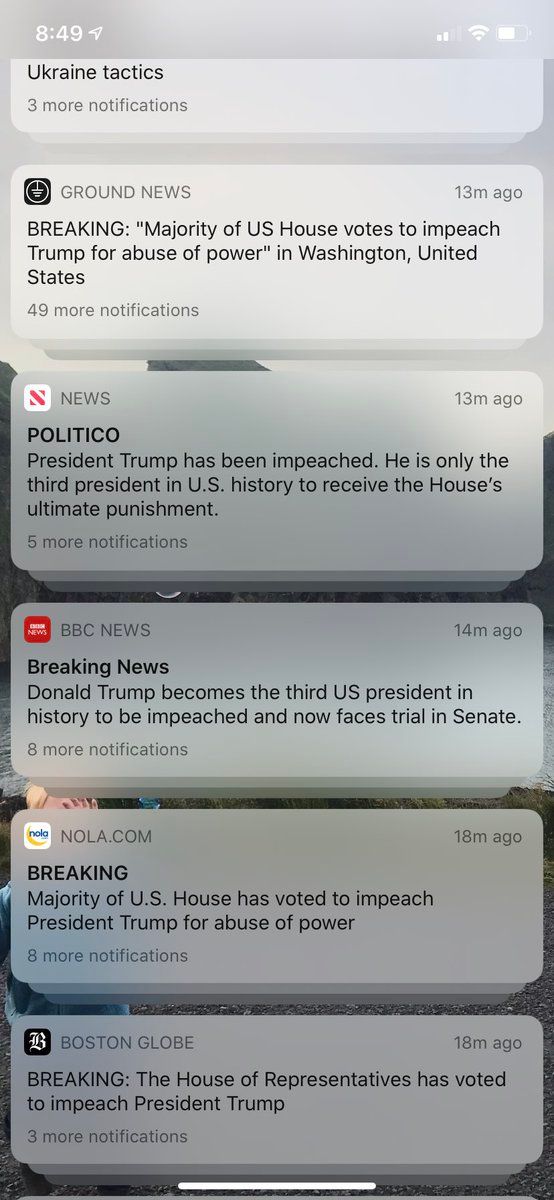 8:49
Ukraine tactics
3 more notifications
GROUND NEWS 13m ago
BREAKING: "Majority of US House votes to impeach
Trump for abuse of power" in Washington, United
States
49 more notifications
NEWS 13m ago
POLITICO
President Trump has been impeached. He is only the
third president in U.S. history to receive the House’s
ultimate punishment.
5 more notifications
BBC NEWS
BBC NEWS 14m ago
Breaking News
Donald Trump becomes the third US president in
history to be impeached and now faces trial in Senate.
8 more notifications
nola
NOLA.COM 18m ago
BREAKING
Majority of U.S. House has voted to impeach
President Trump for abuse of power
8 more notifications
B
BOSTON GLOBE 18m ago
BREAKING: The House of Representatives has voted
to impeach President Trump
3 more notifications